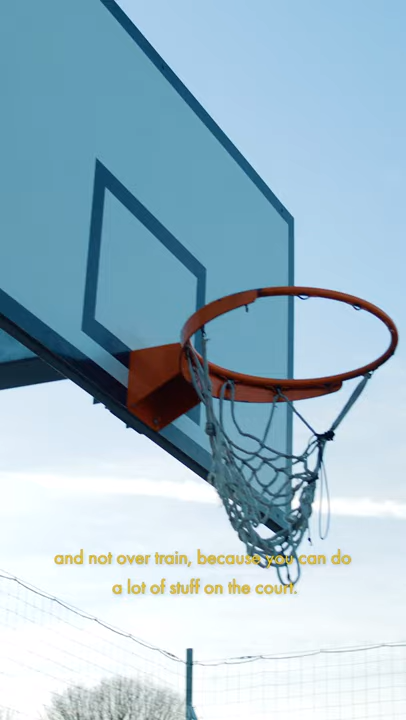 and not over train, because you can do
a lot of stuff on the court.